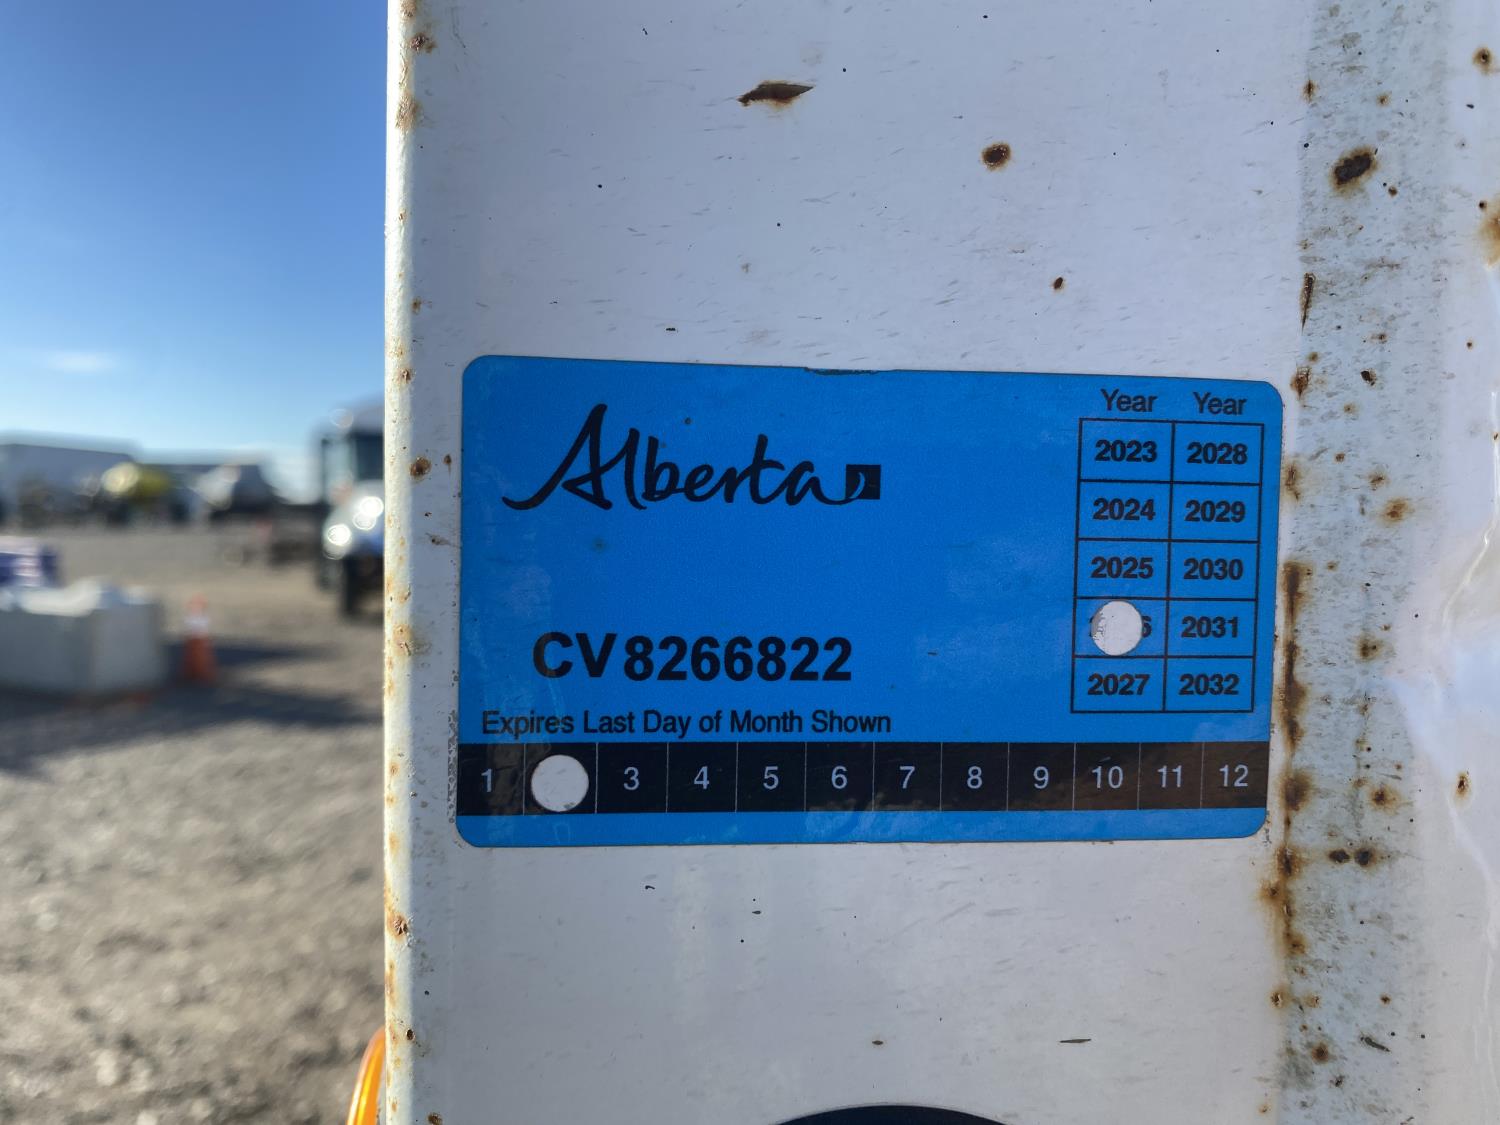 Alberta
Year Year
2023 2028
2024 2029
2025 2030
2031
2027 2032
CV8266822
Expires Last Day of Month Shown
1 3 4 5 6 7 8 9 10 11 12